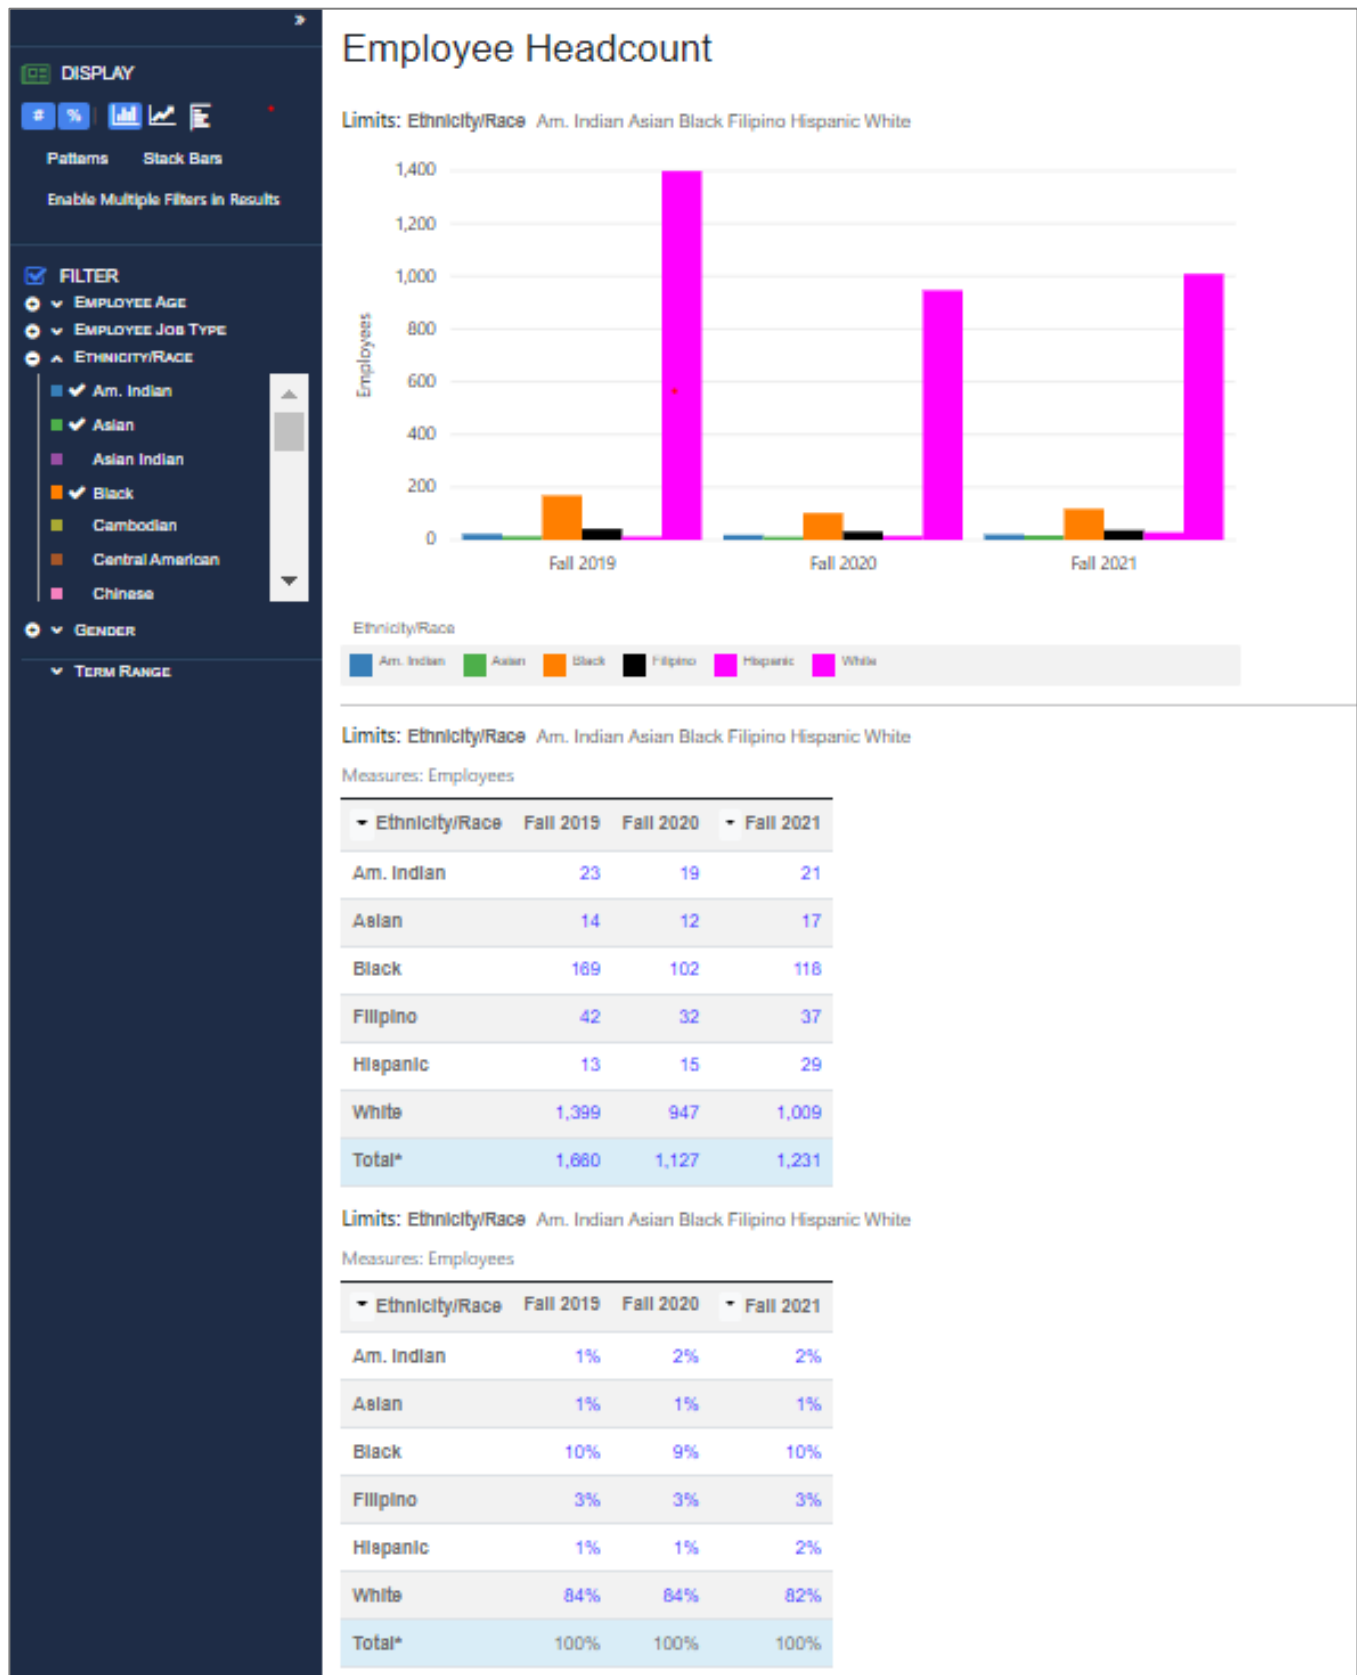 »
DISPLAY
# %
Patterns Stack Bars
Enable Multiple Filters in Results
FILTER
EMPLOYEE AGE
EMPLOYEE JOB TYPE
ETHNICITY/RACE
Am. Indian
Asian
Asian Indian
Black
Cambodian
Central American
Chinese
GENDER
TERM RANGE
Employee Headcount
Limits: Ethnicity/Race Am. Indian Asian Black Filipino Hispanic White
1,400
1,200
1,000
800
600
400
200
0
Employees
Fall 2019 Fall 2020 Fall 2021
Ethnicity/Race
Am. Indian Asian Black Filipino Hispanic White
Limits: Ethnicity/Race Am. Indian Asian Black Filipino Hispanic White
Measures: Employees
Ethnicity/Race Fall 2019 Fall 2020 Fall 2021
Am. Indian 23 19 21
Asian 14 12 17
Black 169 102 118
Filipino 42 32 37
Hispanic 13 15 29
White 1,399 947 1,009
Total* 1,660 1,127 1,231
Limits: Ethnicity/Race Am. Indian Asian Black Filipino Hispanic White
Measures: Employees
Ethnicity/Race Fall 2019 Fall 2020 Fall 2021
Am. Indian 1% 2% 2%
Asian 1% 1% 1%
Black 10% 9% 10%
Filipino 3% 3% 3%
Hispanic 1% 1% 2%
White 84% 84% 82%
Total* 100% 100% 100%